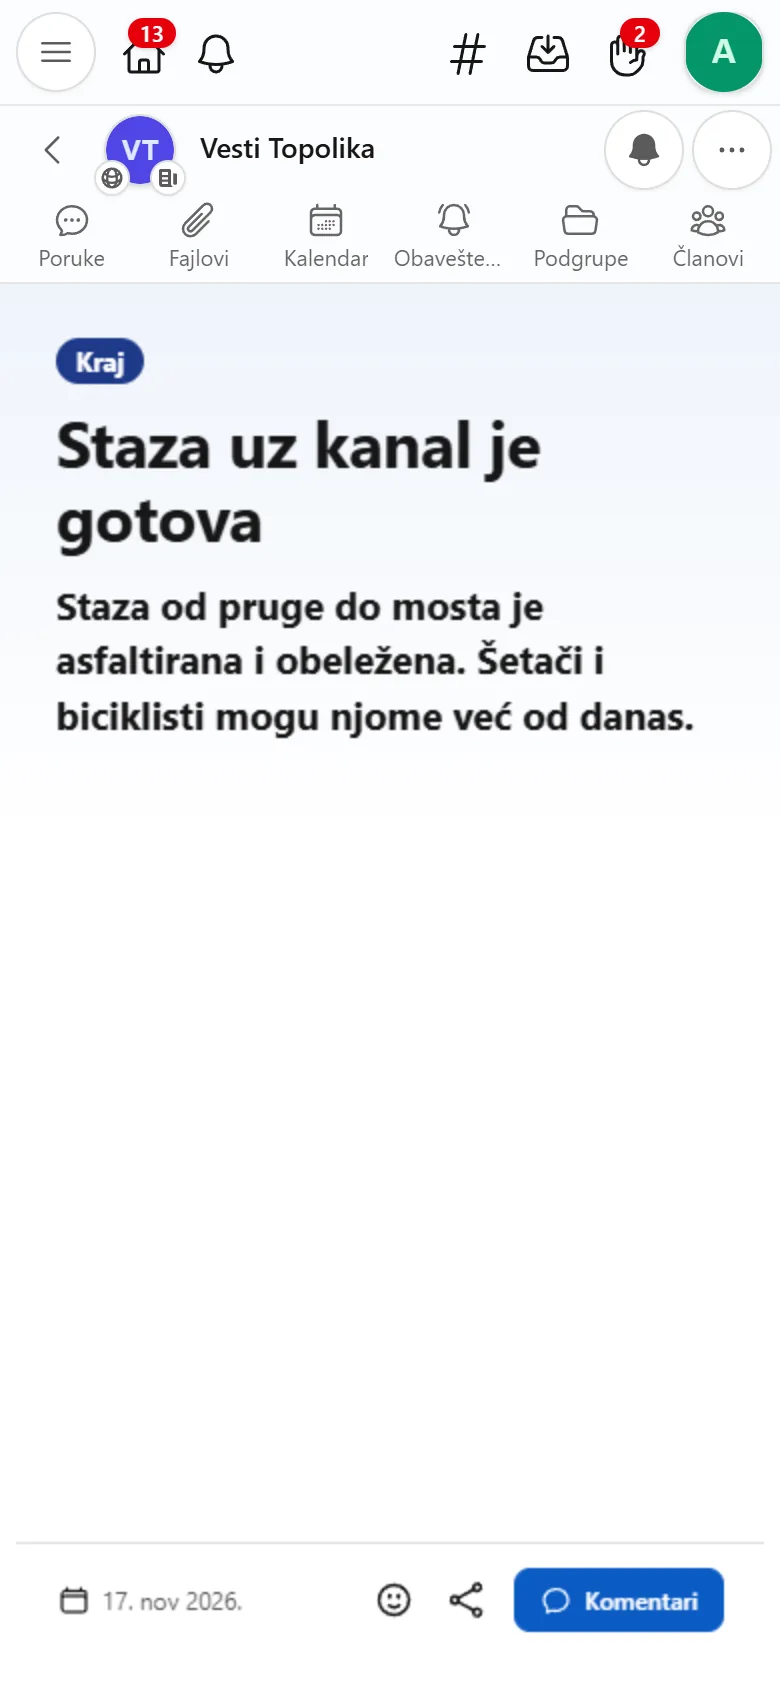 13
2
A
VT
Vesti Topolika
Poruke
Fajlovi
Kalendar
Obavešte...
Podgrupe
Članovi
Kraj
Staza uz kanal je
gotova
Staza od pruge do mosta je
asfaltirana i obeležena. Šetači i
biciklisti mogu njome već od danas.
17. nov 2026.
Komentari